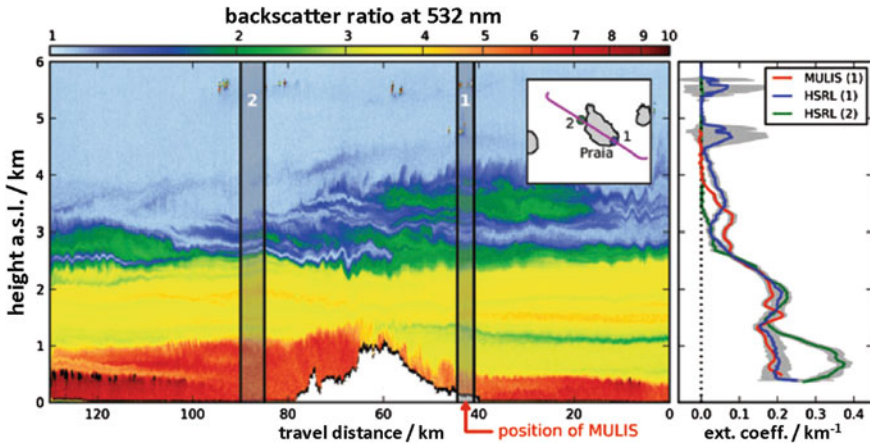 backscatter ratio at 532 nm
1 2 3 4 5 6 7 8 9 10
height a.s.l. / km
6
5
4
3
2
1
0
2
1
2
1
Praia
120 100 80 60 40 20 0
travel distance / km
position of MULIS
MULIS (1)
HSRL (1)
HSRL (2)
0.0 0.1 0.2 0.3 0.4
ext. coeff. / km⁻¹